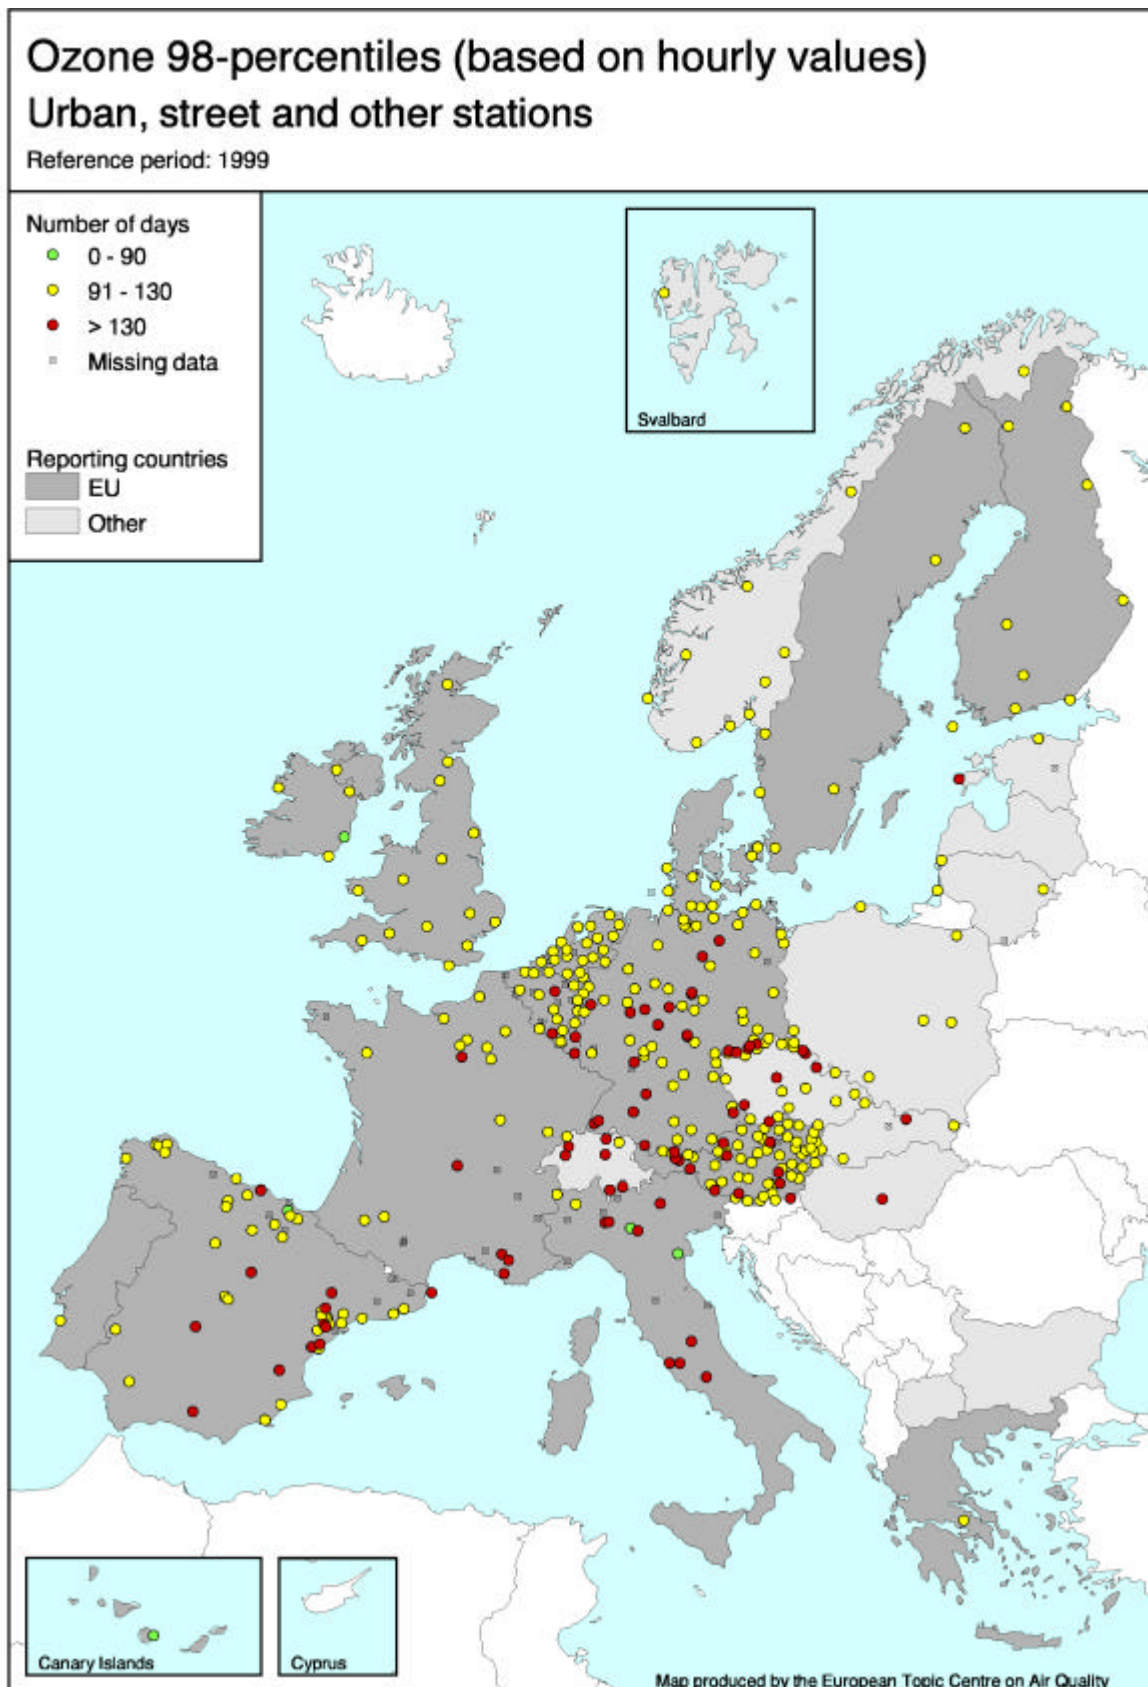 Ozone 98-percentiles (based on hourly values)
Urban, street and other stations
Reference period: 1999
Number of days
0 - 90
91 - 130
> 130
Missing data
Reporting countries
EU
Other
Svalbard
Canary Islands
Cyprus
Map produced by the European Topic Centre on Air Quality